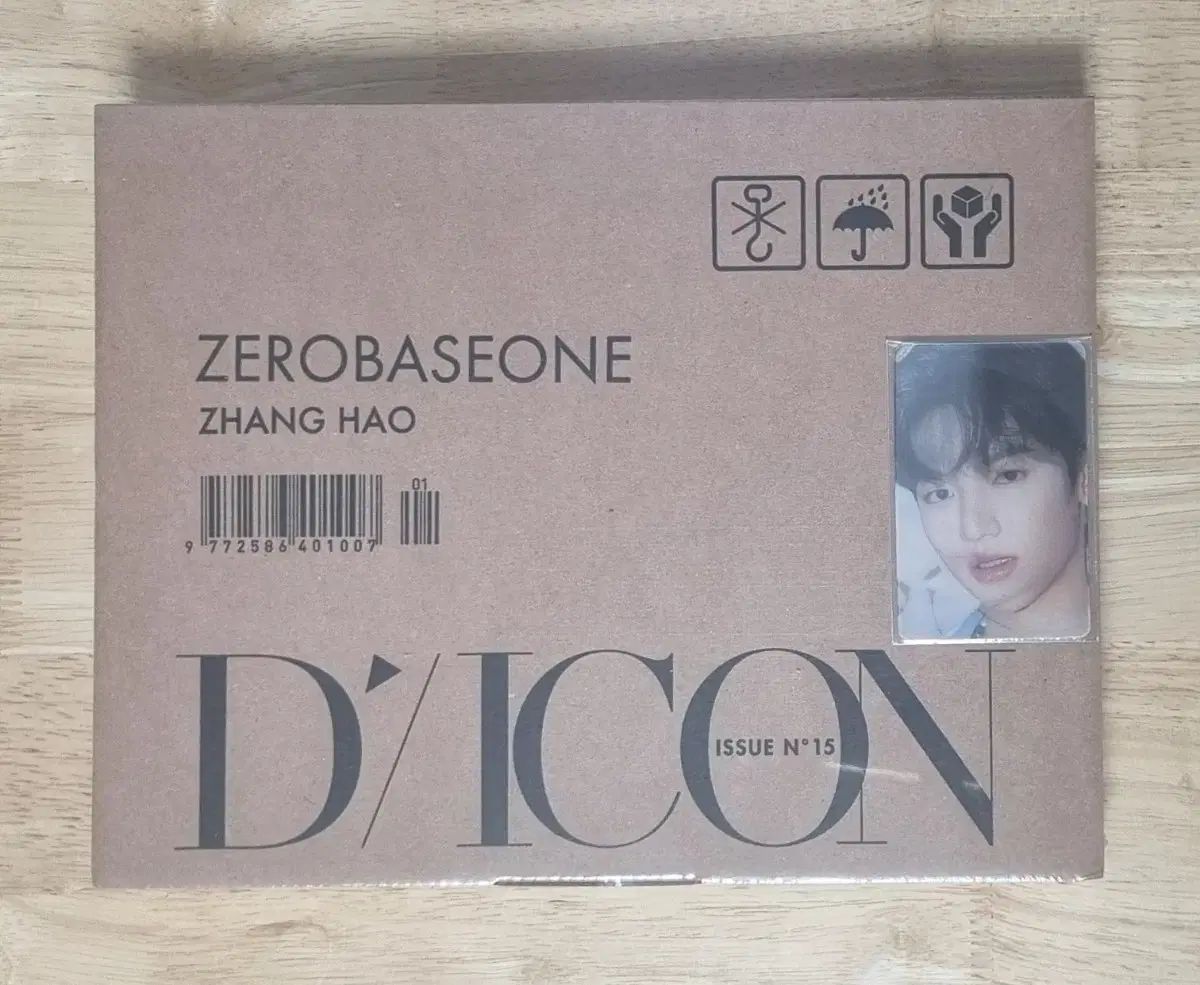 ZEROBASEONE
ZHANG HAO
01
9 772586 401007
D'/ICON
ISSUE N°15